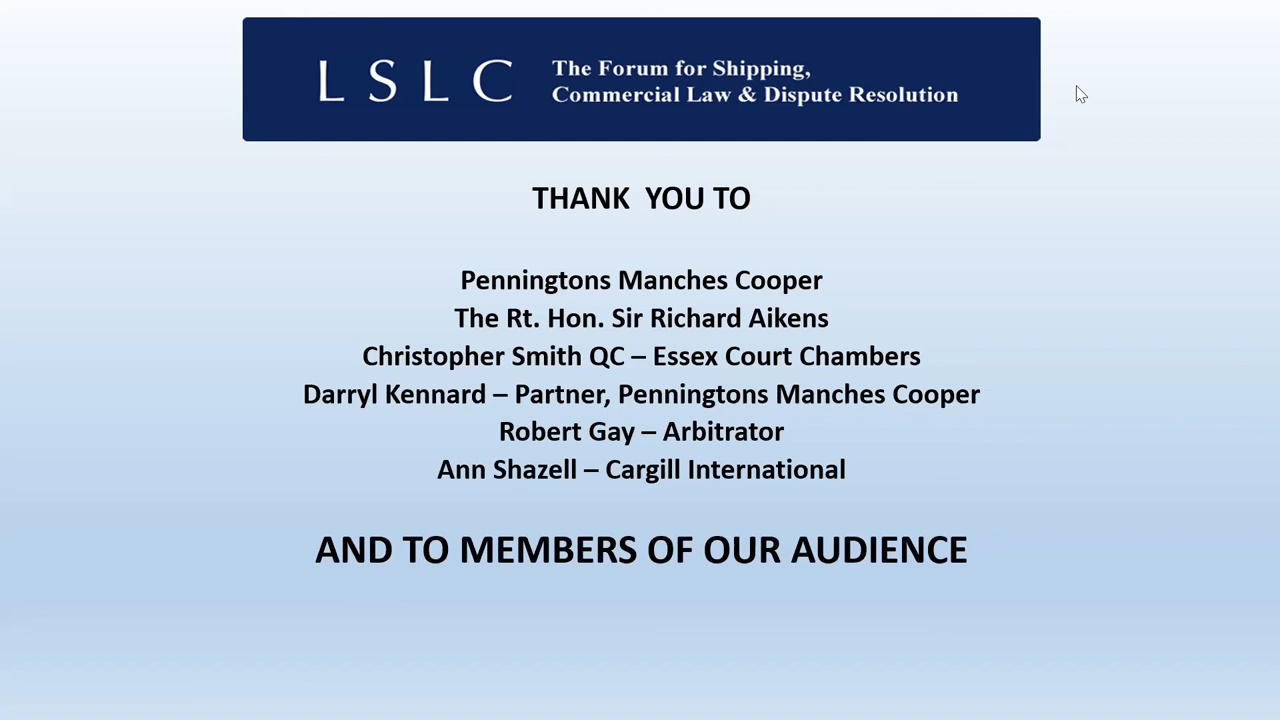 LSLC The Forum for Shipping,
Commercial Law & Dispute Resolution
THANK YOU TO
Penningtons Manches Cooper
The Rt. Hon. Sir Richard Aikens
Christopher Smith QC – Essex Court Chambers
Darryl Kennard – Partner, Penningtons Manches Cooper
Robert Gay – Arbitrator
Ann Shazell – Cargill International
AND TO MEMBERS OF OUR AUDIENCE